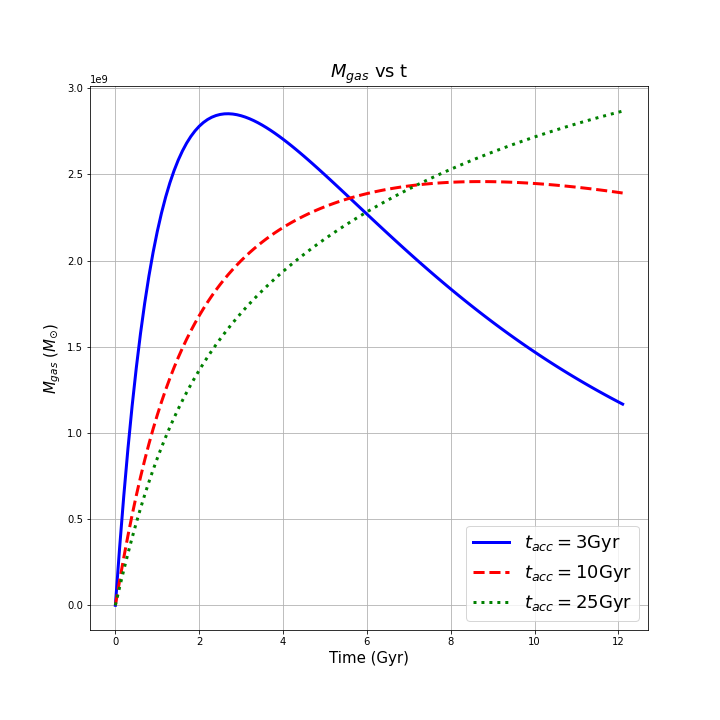 M_gas vs t
1e9
3.0
2.5
2.0
1.5
1.0
0.5
0.0
M_gas (M_⊙)
0 2 4 6 8 10 12
Time (Gyr)
t_acc = 3Gyr
t_acc = 10Gyr
t_acc = 25Gyr